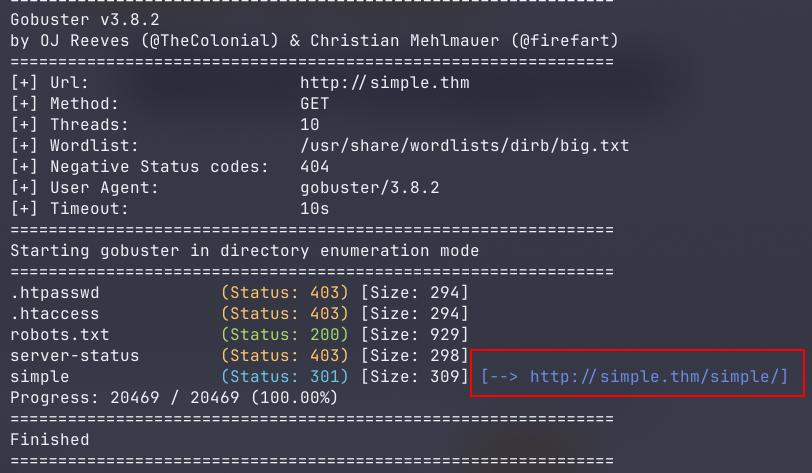 ===============================================================
Gobuster v3.8.2
by OJ Reeves (@TheColonial) & Christian Mehlmauer (@firefart)
===============================================================
[+] Url:                     http://simple.thm
[+] Method:                  GET
[+] Threads:                 10
[+] Wordlist:                /usr/share/wordlists/dirb/big.txt
[+] Negative Status codes:   404
[+] User Agent:              gobuster/3.8.2
[+] Timeout:                 10s
===============================================================
Starting gobuster in directory enumeration mode
===============================================================
.htpasswd            (Status: 403) [Size: 294]
.htaccess            (Status: 403) [Size: 294]
robots.txt           (Status: 200) [Size: 929]
server-status        (Status: 403) [Size: 298]
simple               (Status: 301) [Size: 309] [--> http://simple.thm/simple/]
Progress: 20469 / 20469 (100.00%)
===============================================================
Finished
===============================================================